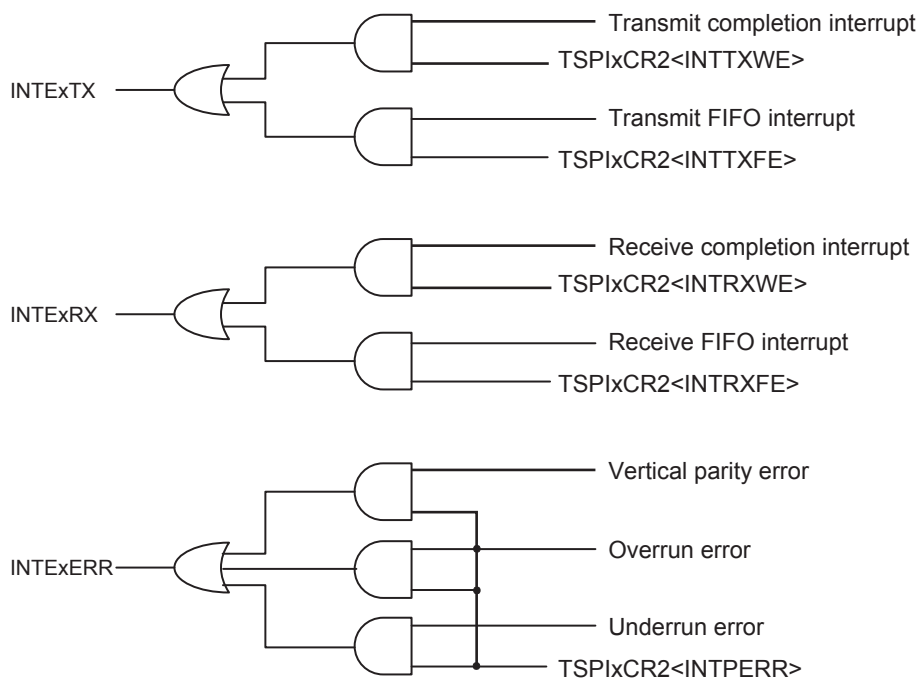 Transmit completion interrupt
TSPIxCR2<INTTXWE>
INTExTX
Transmit FIFO interrupt
TSPIxCR2<INTTXFE>
Receive completion interrupt
TSPIxCR2<INTRXWE>
INTExRX
Receive FIFO interrupt
TSPIxCR2<INTRXFE>
Vertical parity error
Overrun error
INTExERR
Underrun error
TSPIxCR2<INTPERR>